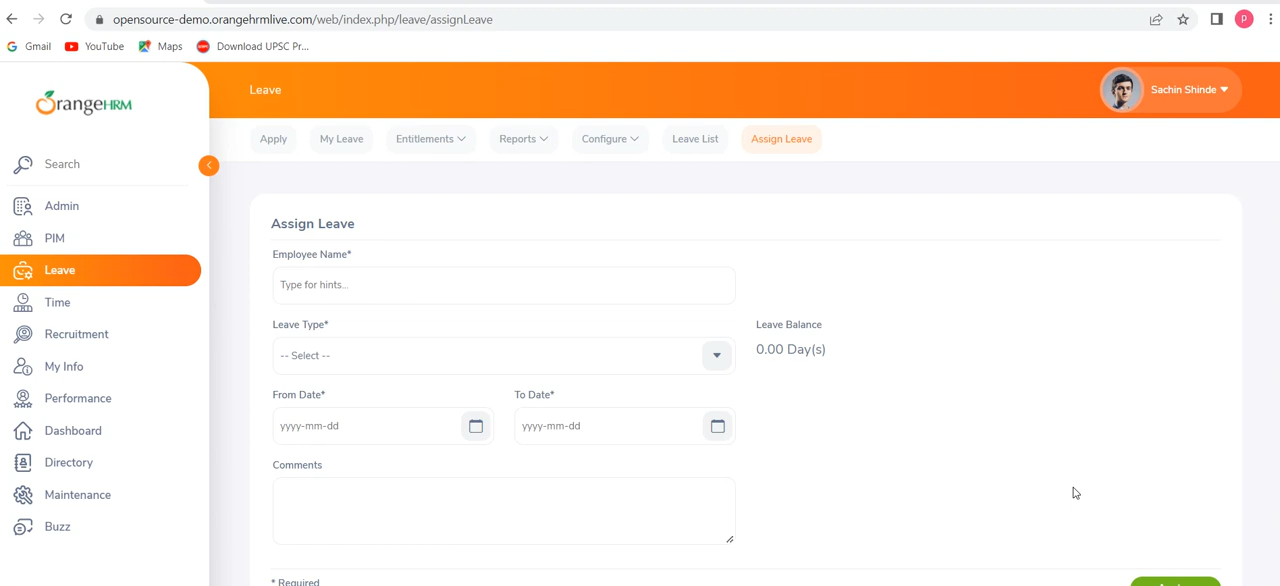 opensource-demo.orangehrmlive.com/web/index.php/leave/assignLeave
P
Gmail YouTube Maps Download UPSC Pr...
OrangeHRM
Leave
Sachin Shinde
Apply My Leave Entitlements Reports Configure Leave List Assign Leave
Search
Admin
PIM
Leave
Time
Recruitment
My Info
Performance
Dashboard
Directory
Maintenance
Buzz
Assign Leave
Employee Name*
Type for hints...
Leave Type* Leave Balance
-- Select -- 0.00 Day(s)
From Date* To Date*
yyyy-mm-dd yyyy-mm-dd
Comments
* Required